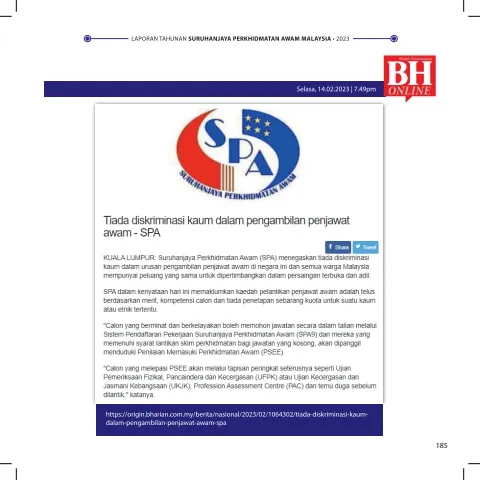 LAPORAN TAHUNAN SURUHANJAYA PERKHIDMATAN AWAM MALAYSIA • 2023
BH
ONLINE
Selasa, 14.02.2023 | 7.49pm
SPA
SURUHANJAYA PERKHIDMATAN AWAM
Tiada diskriminasi kaum dalam pengambilan penjawat
awam - SPA
Share Tweet
KUALA LUMPUR: Suruhanjaya Perkhidmatan Awam (SPA) menegaskan tiada diskriminasi
kaum dalam urusan pengambilan penjawat awam di negara ini dan semua warga Malaysia
mempunyai peluang yang sama untuk dipertimbangkan dalam persaingan terbuka dan adil.
SPA dalam kenyataan hari ini memaklumkan kaedah pelantikan penjawat awam adalah telus
berdasarkan merit, kompetensi calon dan tiada penetapan sebarang kuota untuk suatu kaum
atau etnik tertentu.
"Calon yang berminat dan berkelayakan boleh memohon jawatan secara dalam talian melalui
Sistem Pendaftaran Pekerjaan Suruhanjaya Perkhidmatan Awam (SPA9) dan mereka yang
memenuhi syarat lantikan skim perkhidmatan bagi jawatan yang kosong, akan dipanggil
menduduki Penilaian Memasuki Perkhidmatan Awam (PSEE).
"Calon yang melepasi PSEE akan melalui tapisan peringkat seterusnya seperti Ujian
Pemeriksaan Fizikal, Pancaindera dan Kecergasan (UFPK) atau Ujian Kecergasan dan
Jasmani Kebangsaan (UKJK), Profession Assessment Centre (PAC) dan temu duga sebelum
dilantik," katanya.
https://origin.bharian.com.my/berita/nasional/2023/02/1064302/tiada-diskriminasi-kaum-
dalam-pengambilan-penjawat-awam-spa
185